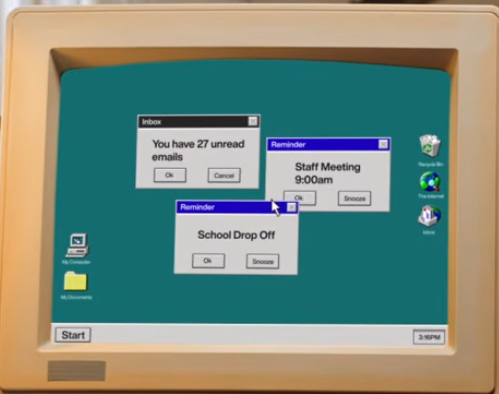 Inbox
You have 27 unread
emails
Ok
Cancel
Reminder
Staff Meeting
9:00am
Ok
Snooze
Reminder
School Drop Off
Ok
Snooze
Recycle Bin
The Internet
Inbox
My Computer
My Documents
Start
3:16PM